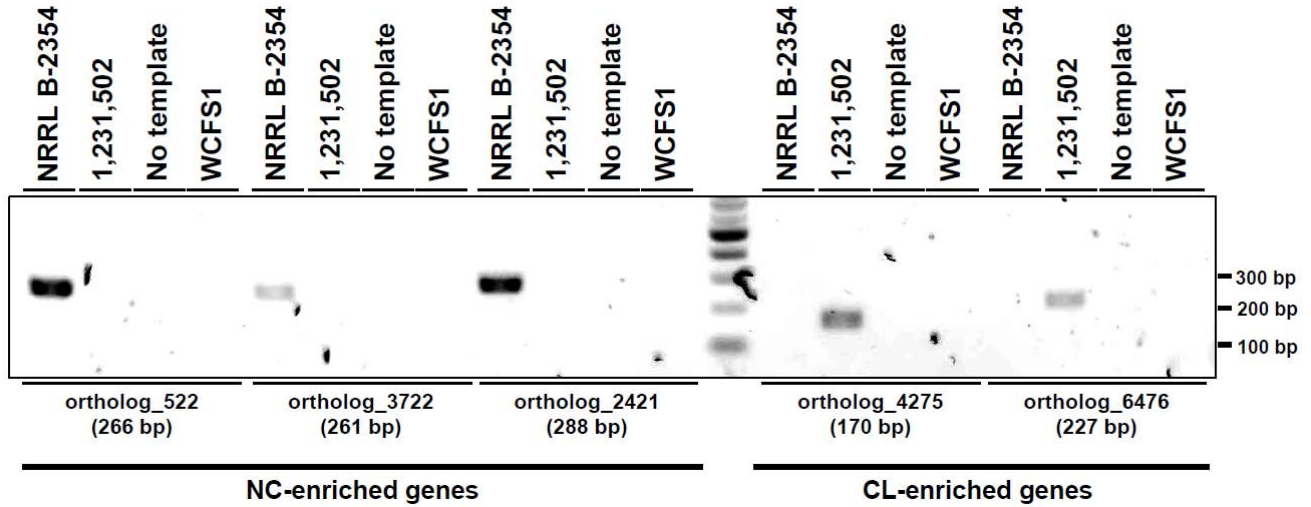 NRRL B-2354
1,231,502
No template
WCFS1
NRRL B-2354
1,231,502
No template
WCFS1
NRRL B-2354
1,231,502
No template
WCFS1
NRRL B-2354
1,231,502
No template
WCFS1
NRRL B-2354
1,231,502
No template
WCFS1
300 bp
200 bp
100 bp
ortholog_522
(266 bp)
ortholog_3722
(261 bp)
ortholog_2421
(288 bp)
ortholog_4275
(170 bp)
ortholog_6476
(227 bp)
NC-enriched genes
CL-enriched genes